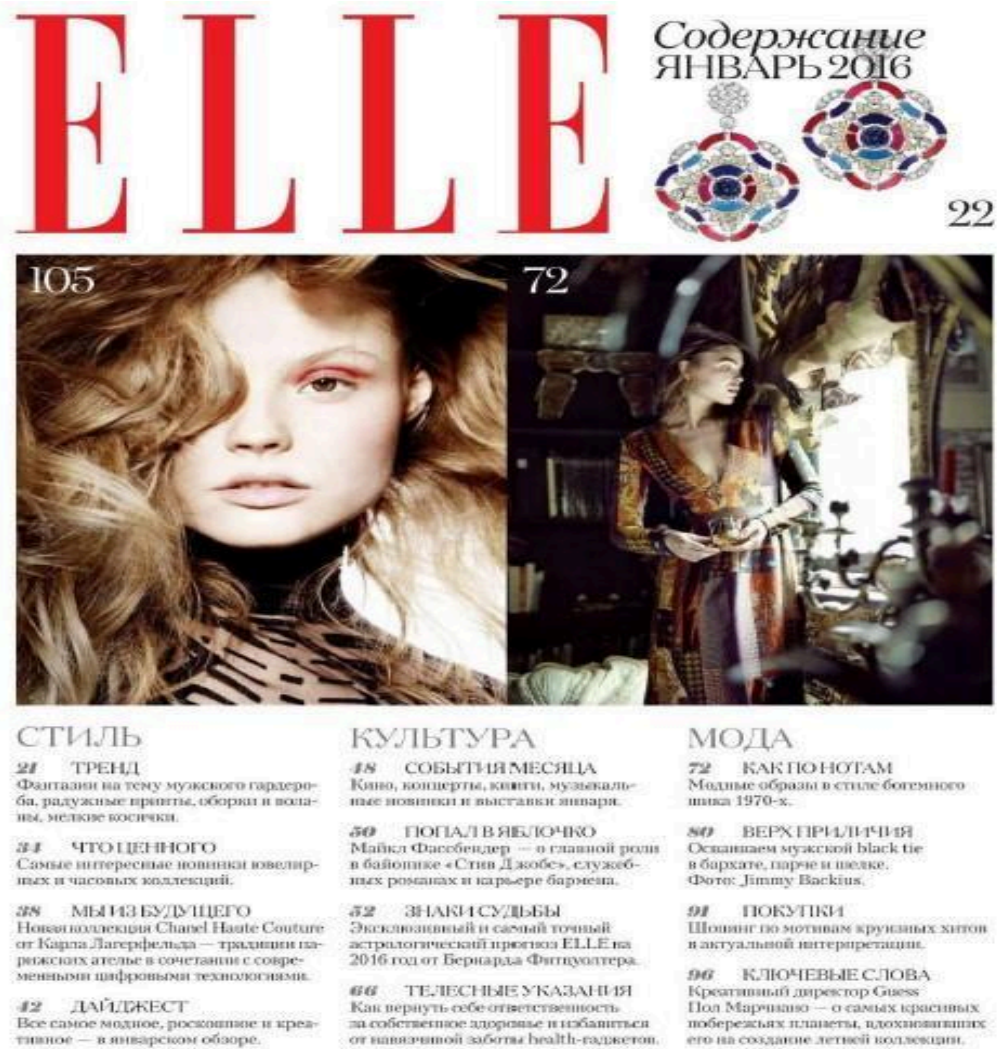 ELLE
Содержание
ЯНВАРЬ 2016
22
105
72
СТИЛЬ
21 ТРЕНД
Фантазии на тему мужского гардеро-
ба, радужные принты, оборки и вола-
ны, мелкие косички.
34 ЧТО ЦЕННОГО
Самые интересные новинки ювелир-
ных и часовых коллекций.
38 МЫ ИЗ БУДУЩЕГО
Новая коллекция Chanel Haute Couture
от Карла Лагерфельда — традиции па-
рижских ателье в сочетании с совре-
менными цифровыми технологиями.
42 ДАЙДЖЕСТ
Все самое модное, роскошное и креа-
тивное — в январском обзоре.
КУЛЬТУРА
48 СОБЫТИЯ МЕСЯЦА
Кино, концерты, книги, музыкаль-
ные новинки и выставки января.
50 ПОПАЛ В ЯБЛОЧКО
Майкл Фассбендер — о главной роли
в байопике «Стив Джобс», служеб-
ных романах и карьере бармена.
52 ЗНАКИ СУДЬБЫ
Эксклюзивный и самый точный
астрологический прогноз ELLE на
2016 год от Бернарда Фитцуолтера.
66 ТЕЛЕСНЫЕ УКАЗАНИЯ
Как вернуть себе ответственность
за собственное здоровье и избавиться
от навязчивой заботы health-гаджетов.
МОДА
72 КАК ПО НОТАМ
Модные образы в стиле богемного
шика 1970-х.
80 ВЕРХ ПРИЛИЧИЯ
Осваиваем мужской black tie
в бархате, парче и шелке.
Фото: Jimmy Backius.
91 ПОКУПКИ
Шопинг по мотивам круизных хитов
в актуальной интерпретации.
96 КЛЮЧЕВЫЕ СЛОВА
Креативный директор Guess
Пол Марчиано — о самых красивых
побережьях планеты, вдохновивших
его на создание летней коллекции.